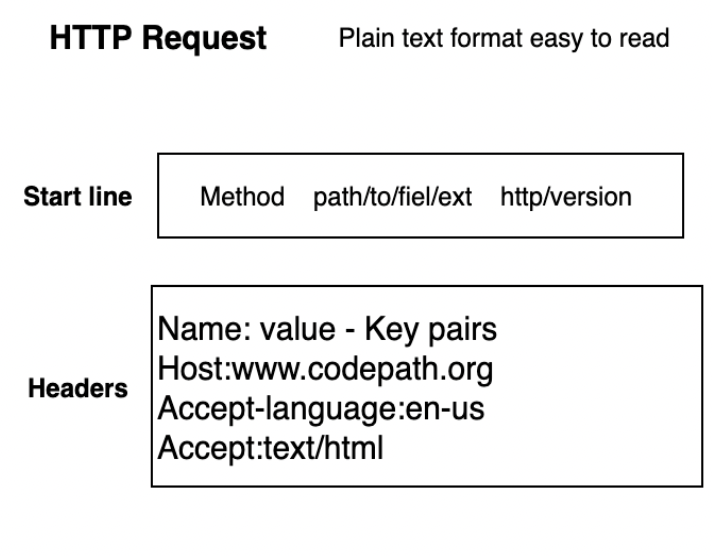 HTTP Request
Plain text format easy to read
Start line
Method path/to/fiel/ext http/version
Headers
Name: value - Key pairs
Host:www.codepath.org
Accept-language:en-us
Accept:text/html